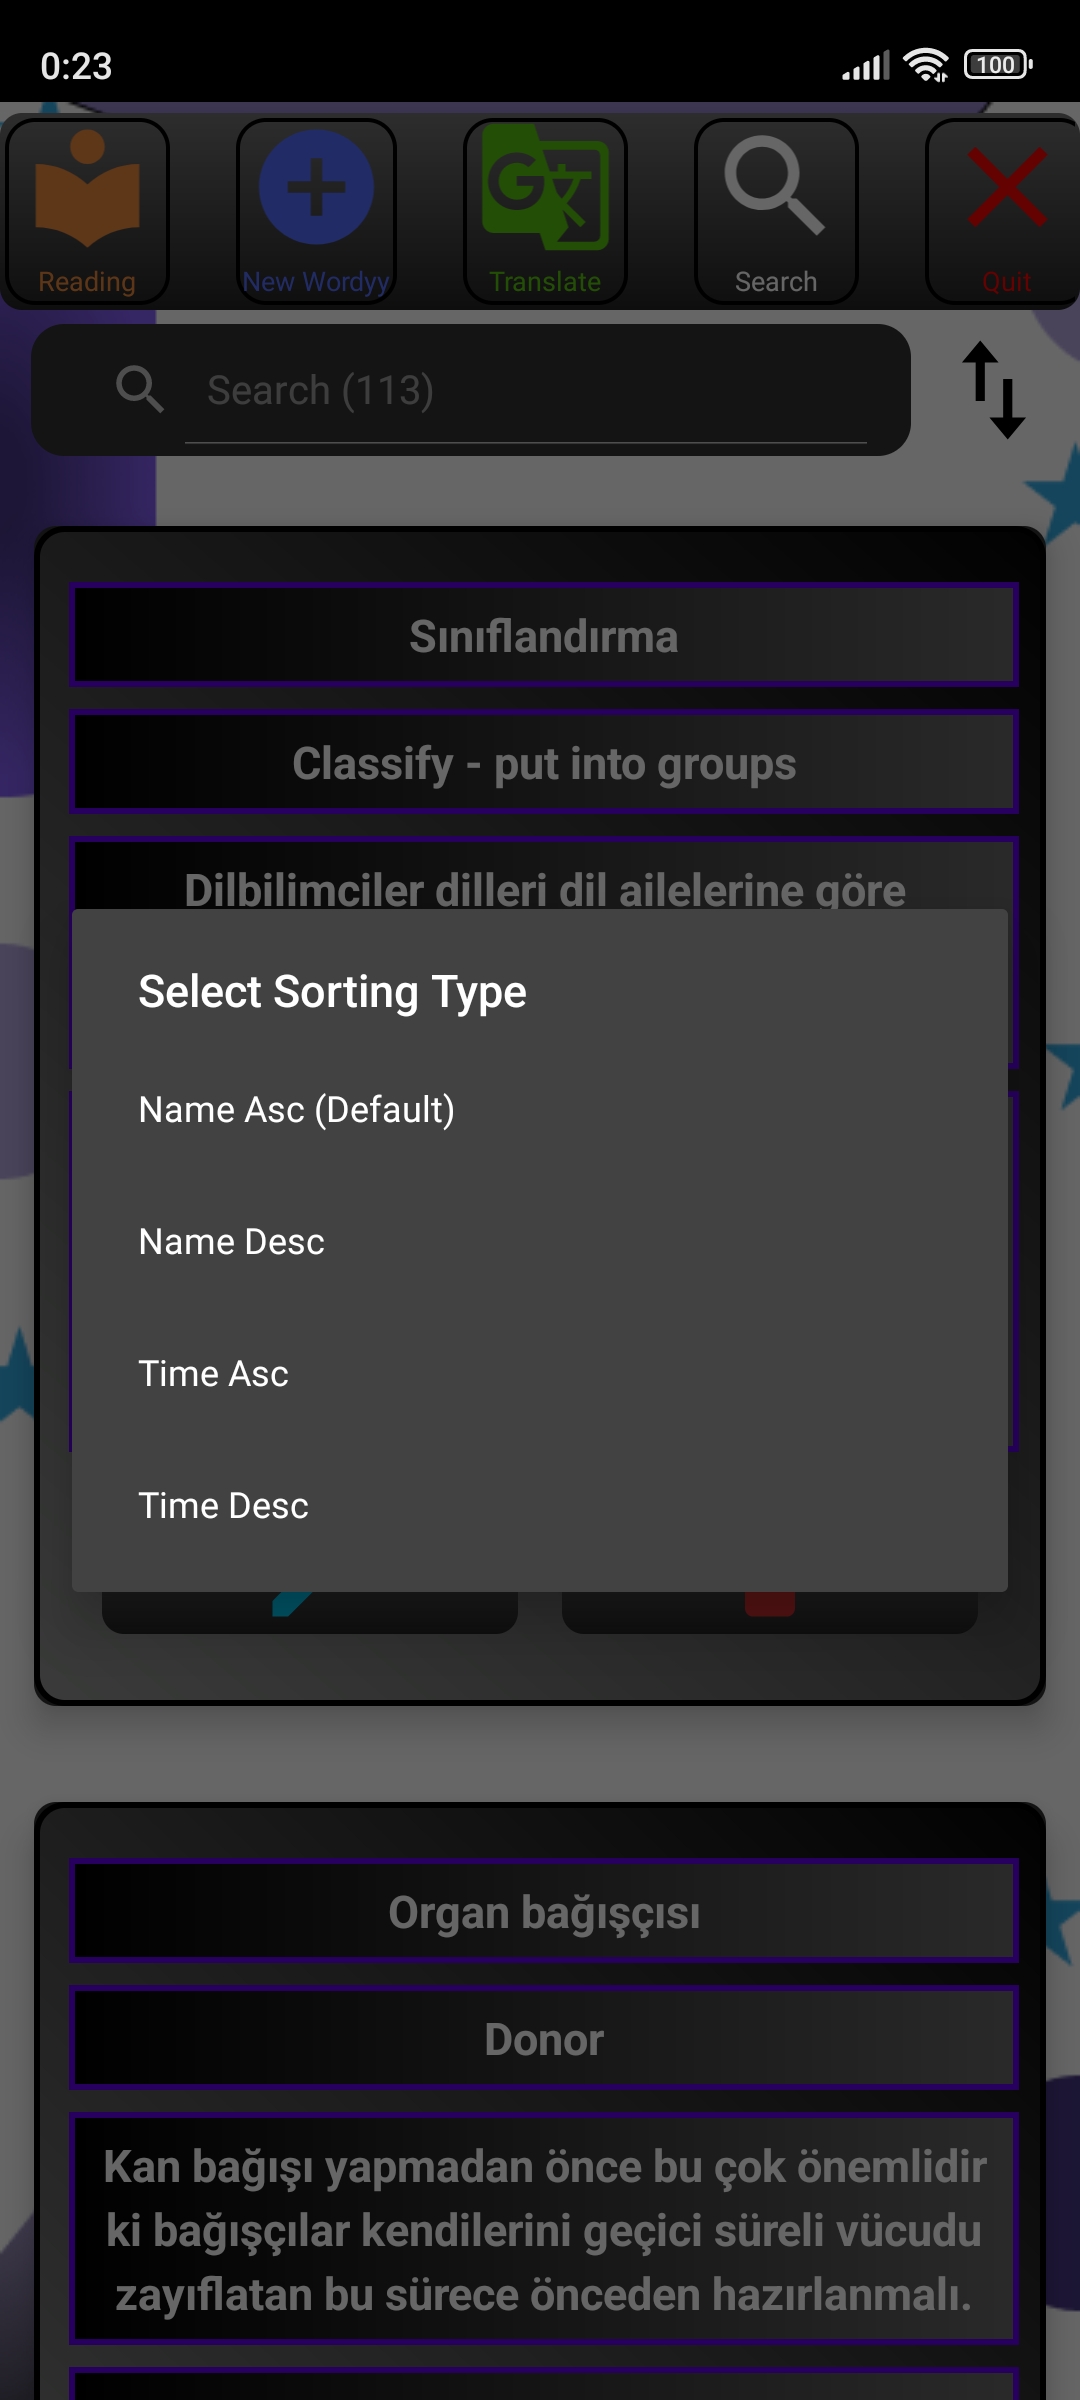 0:23
100
Reading
New Wordyy
Translate
Search
Quit
Search (113)
Sınıflandırma
Classify - put into groups
Dilbilimciler dilleri dil ailelerine göre
Select Sorting Type
Name Asc (Default)
Name Desc
Time Asc
Time Desc
Organ bağışçısı
Donor
Kan bağışı yapmadan önce bu çok önemlidir
ki bağışçılar kendilerini geçici süreli vücudu
zayıflatan bu sürece önceden hazırlanmalı.